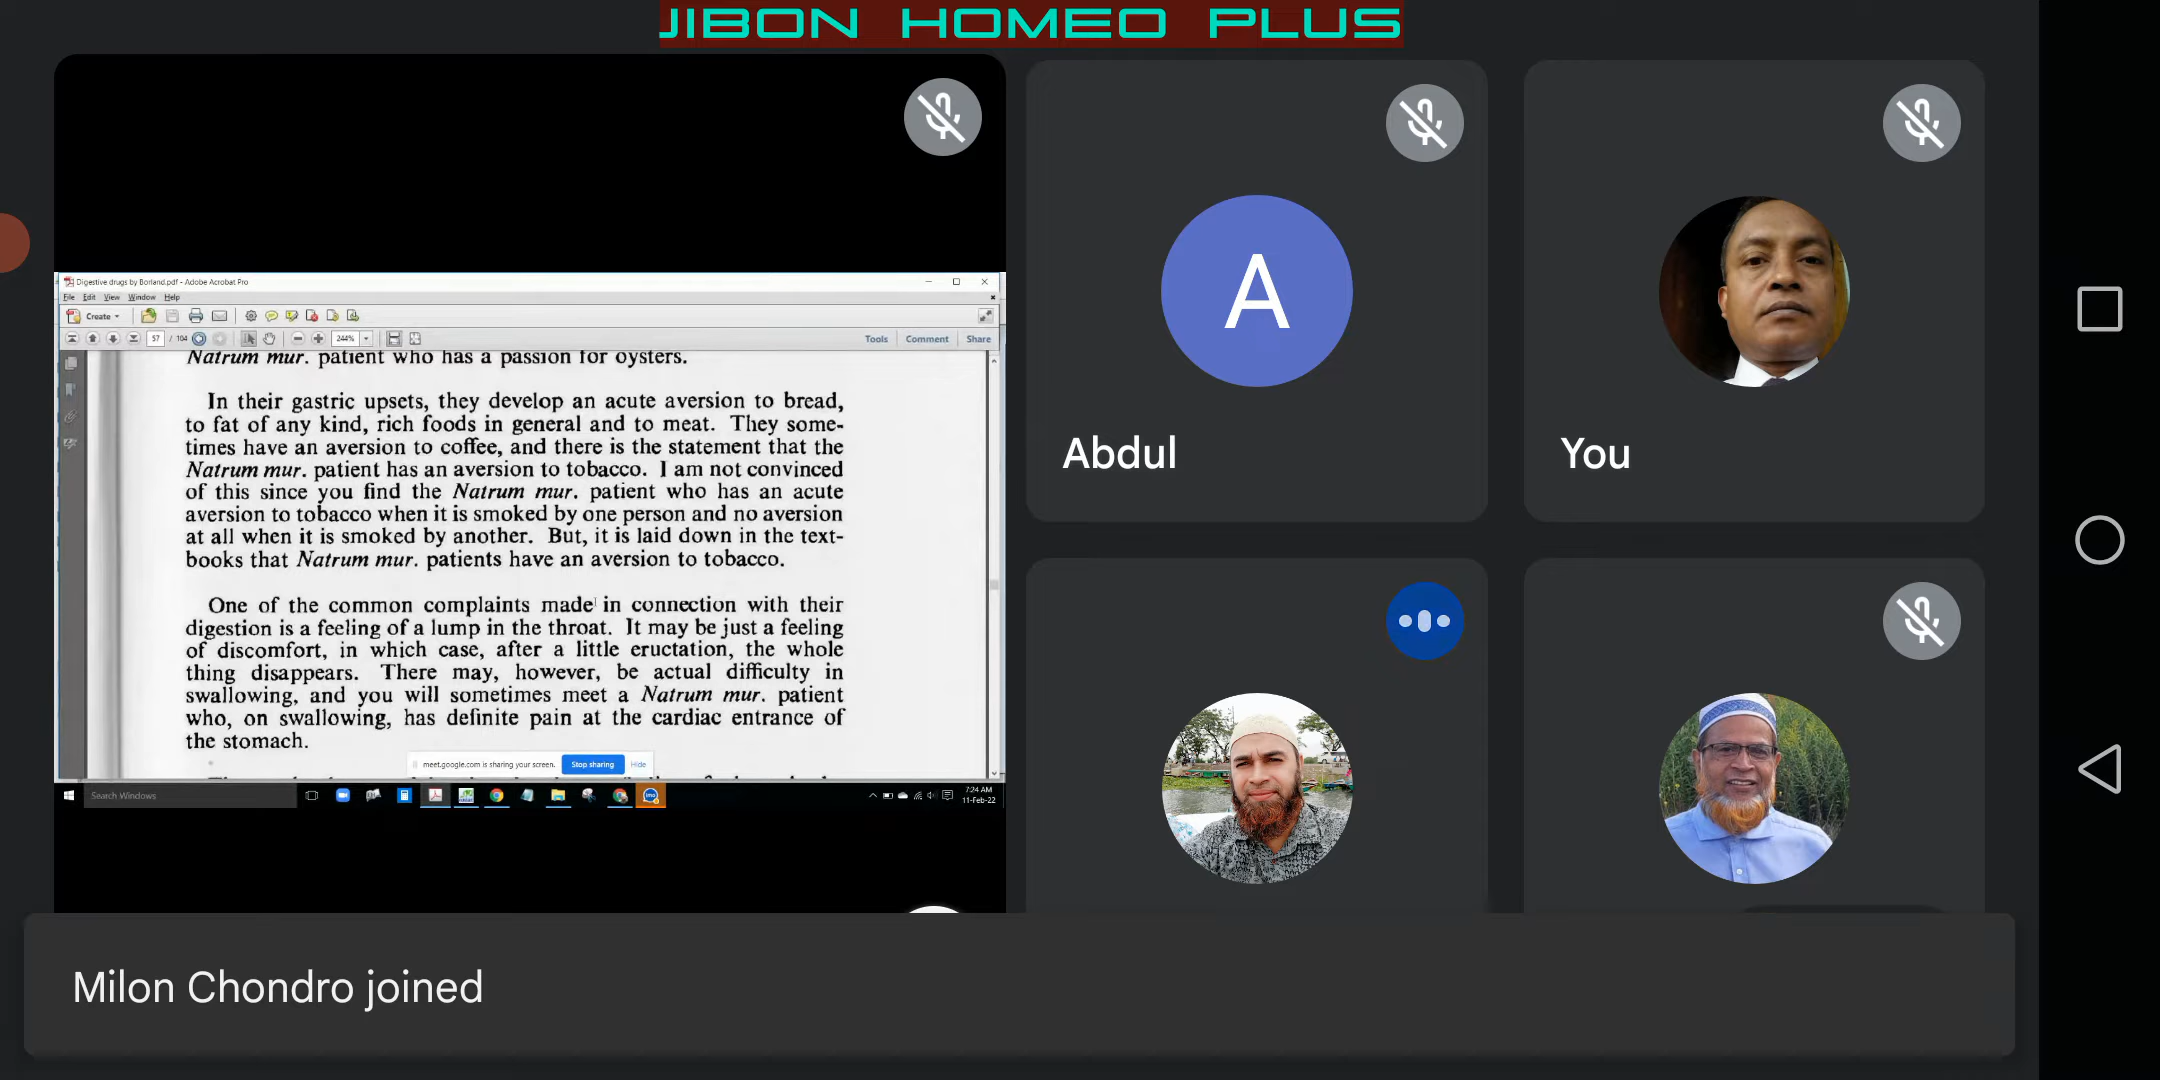 JIBON HOMEO PLUS
Digestive drugs by Borland.pdf - Adobe Acrobat Pro
File Edit View Window Help
Create
57 / 104 244% Tools Comment Share
Natrum mur. patient who has a passion for oysters.
In their gastric upsets, they develop an acute aversion to bread,
to fat of any kind, rich foods in general and to meat. They some-
times have an aversion to coffee, and there is the statement that the
Natrum mur. patient has an aversion to tobacco. I am not convinced
of this since you find the Natrum mur. patient who has an acute
aversion to tobacco when it is smoked by one person and no aversion
at all when it is smoked by another. But, it is laid down in the text-
books that Natrum mur. patients have an aversion to tobacco.
One of the common complaints made in connection with their
digestion is a feeling of a lump in the throat. It may be just a feeling
of discomfort, in which case, after a little eructation, the whole
thing disappears. There may, however, be actual difficulty in
swallowing, and you will sometimes meet a Natrum mur. patient
who, on swallowing, has definite pain at the cardiac entrance of
the stomach.
meet.google.com is sharing your screen. Stop sharing Hide
Search Windows
imo
7:24 AM
11-Feb-22
A
Abdul
You
Milon Chondro joined